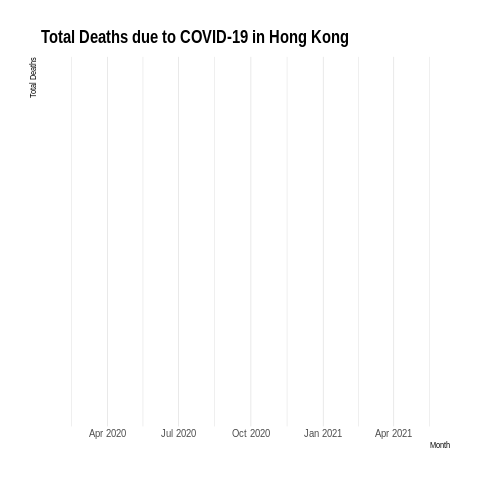 Total Deaths due to COVID-19 in Hong Kong
Total Deaths
Apr 2020 Jul 2020 Oct 2020 Jan 2021 Apr 2021
Month